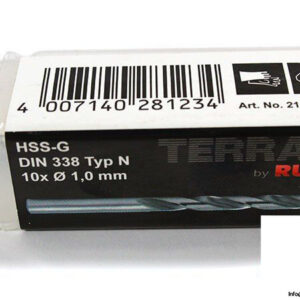 4 007140 281234
Art. No. 21
HSS-G
DIN 338 Typ N
10x Ø 1,0 mm
TERRA
by RU